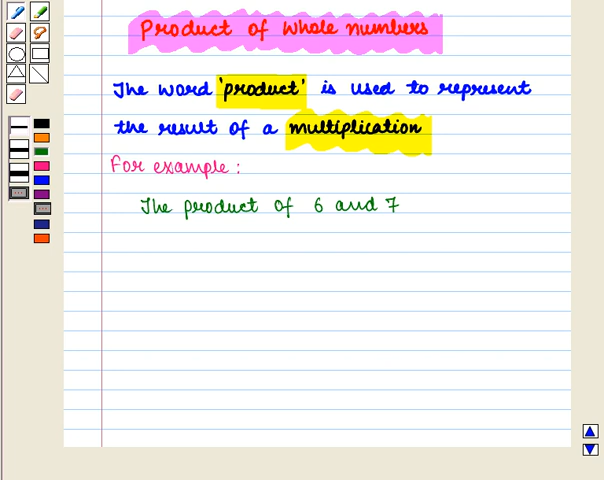 Product of Whole numbers
The word 'product' is used to represent
the result of a multiplication
For example :
The product of 6 and 7